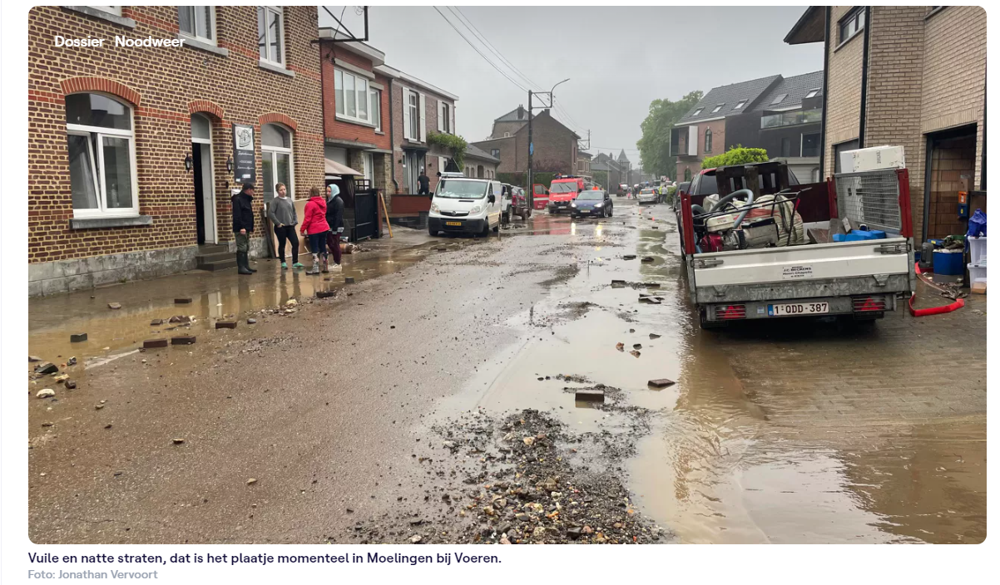 Dossier Noodweer
1-QDD-387
Vuile en natte straten, dat is het plaatje momenteel in Moelingen bij Voeren.
Foto: Jonathan Vervoort